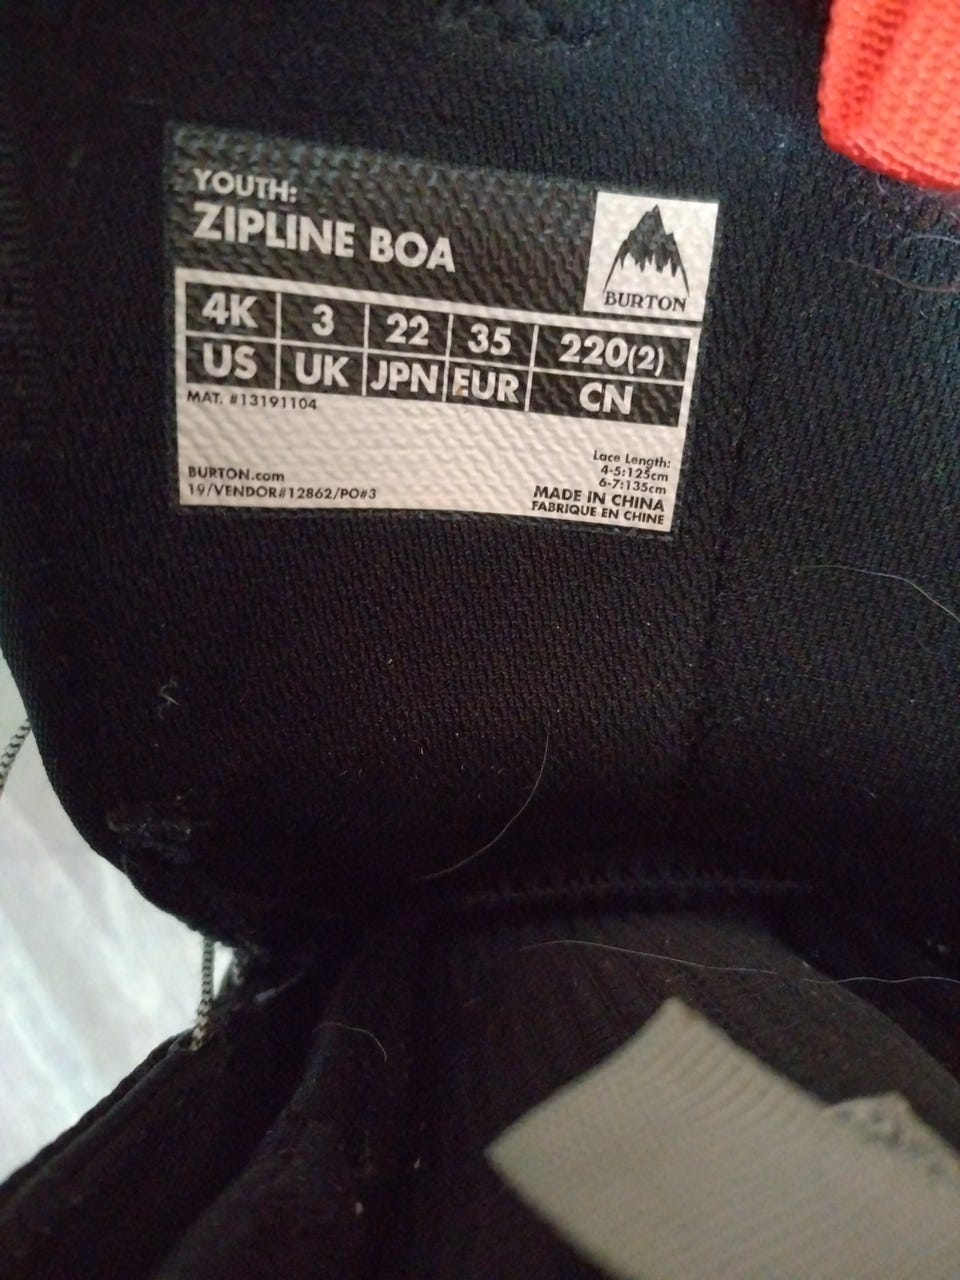 YOUTH:
ZIPLINE BOA
BURTON
4K 3 22 35 220(2)
US UK JPN EUR CN
MAT. #13191104
Lace Length:
4-5:125cm
6-7:135cm
BURTON.com
19/VENDOR#12862/PO#3
MADE IN CHINA
FABRIQUE EN CHINE